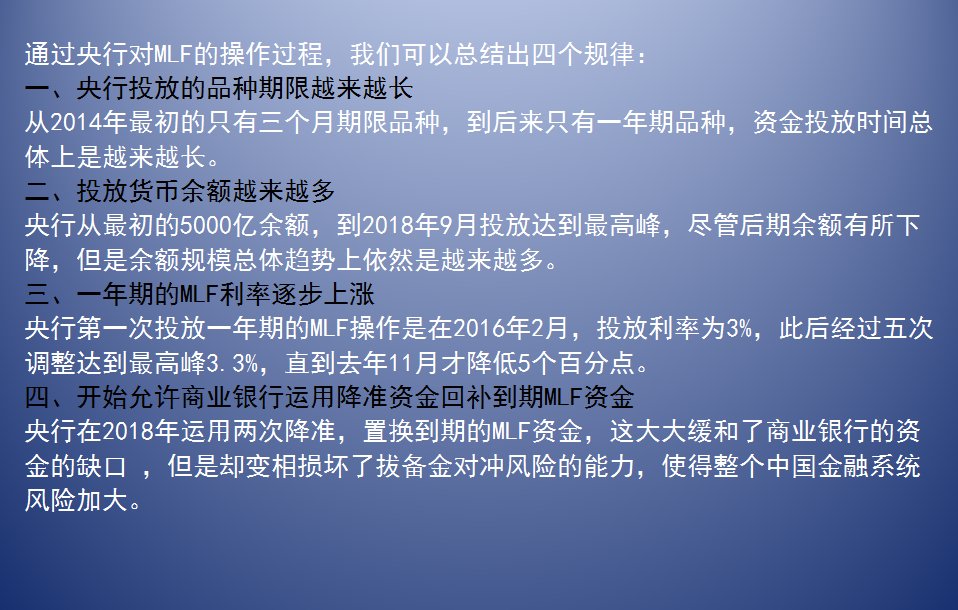 通过央行对MLF的操作过程，我们可以总结出四个规律：
一、央行投放的品种期限越来越长
从2014年最初的只有三个月期限品种，到后来只有一年期品种，资金投放时间总
体上是越来越长。
二、投放货币余额越来越多
央行从最初的5000亿余额，到2018年9月投放达到最高峰，尽管后期余额有所下
降，但是余额规模总体趋势上依然是越来越多。
三、一年期的MLF利率逐步上涨
央行第一次投放一年期的MLF操作是在2016年2月，投放利率为3%，此后经过五次
调整达到最高峰3.3%，直到去年11月才降低5个百分点。
四、开始允许商业银行运用降准资金回补到期MLF资金
央行在2018年运用两次降准，置换到期的MLF资金，这大大缓和了商业银行的资
金的缺口 ，但是却变相损坏了拔备金对冲风险的能力，使得整个中国金融系统
风险加大。